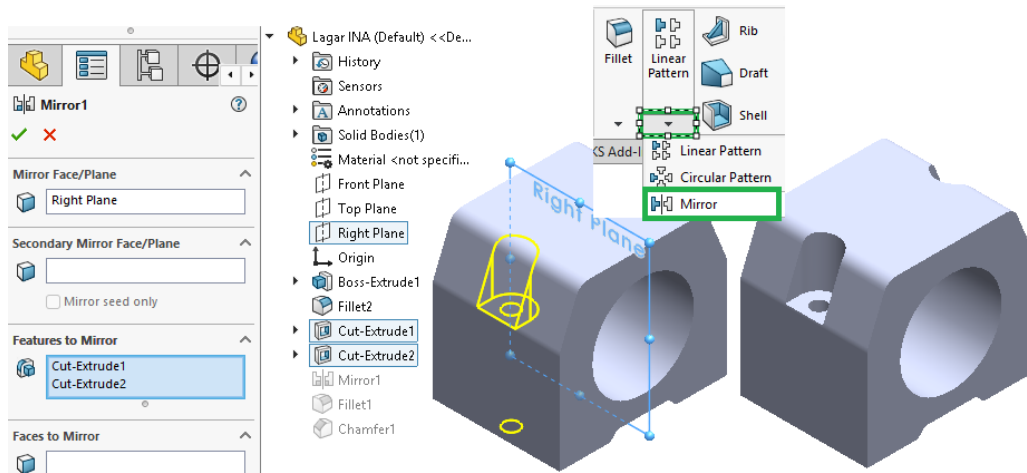 Mirror1
Mirror Face/Plane
Right Plane
Secondary Mirror Face/Plane
Mirror seed only
Features to Mirror
Cut-Extrude1
Cut-Extrude2
Faces to Mirror
Lagar INA (Default) <<De...
History
Sensors
Annotations
Solid Bodies(1)
Material <not specifi...
Front Plane
Top Plane
Right Plane
Origin
Boss-Extrude1
Fillet2
Cut-Extrude1
Cut-Extrude2
Mirror1
Fillet1
Chamfer1
Right Plane
Fillet
Linear
Pattern
Rib
Draft
Shell
KS Add-I
Linear Pattern
Circular Pattern
Mirror